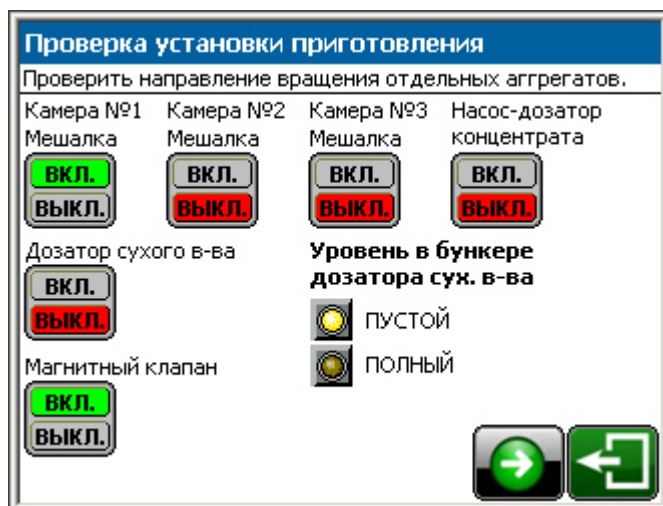 Проверка установки приготовления
Проверить направление вращения отдельных аггрегатов.
Камера №1 Камера №2 Камера №3 Насос-дозатор
Мешалка Мешалка Мешалка концентрата
ВКЛ. ВКЛ. ВКЛ. ВКЛ.
ВЫКЛ. ВЫКЛ. ВЫКЛ. ВЫКЛ.
Дозатор сухого в-ва
ВКЛ.
ВЫКЛ.
Уровень в бункере
дозатора сух. в-ва
ПУСТОЙ
ПОЛНЫЙ
Магнитный клапан
ВКЛ.
ВЫКЛ.